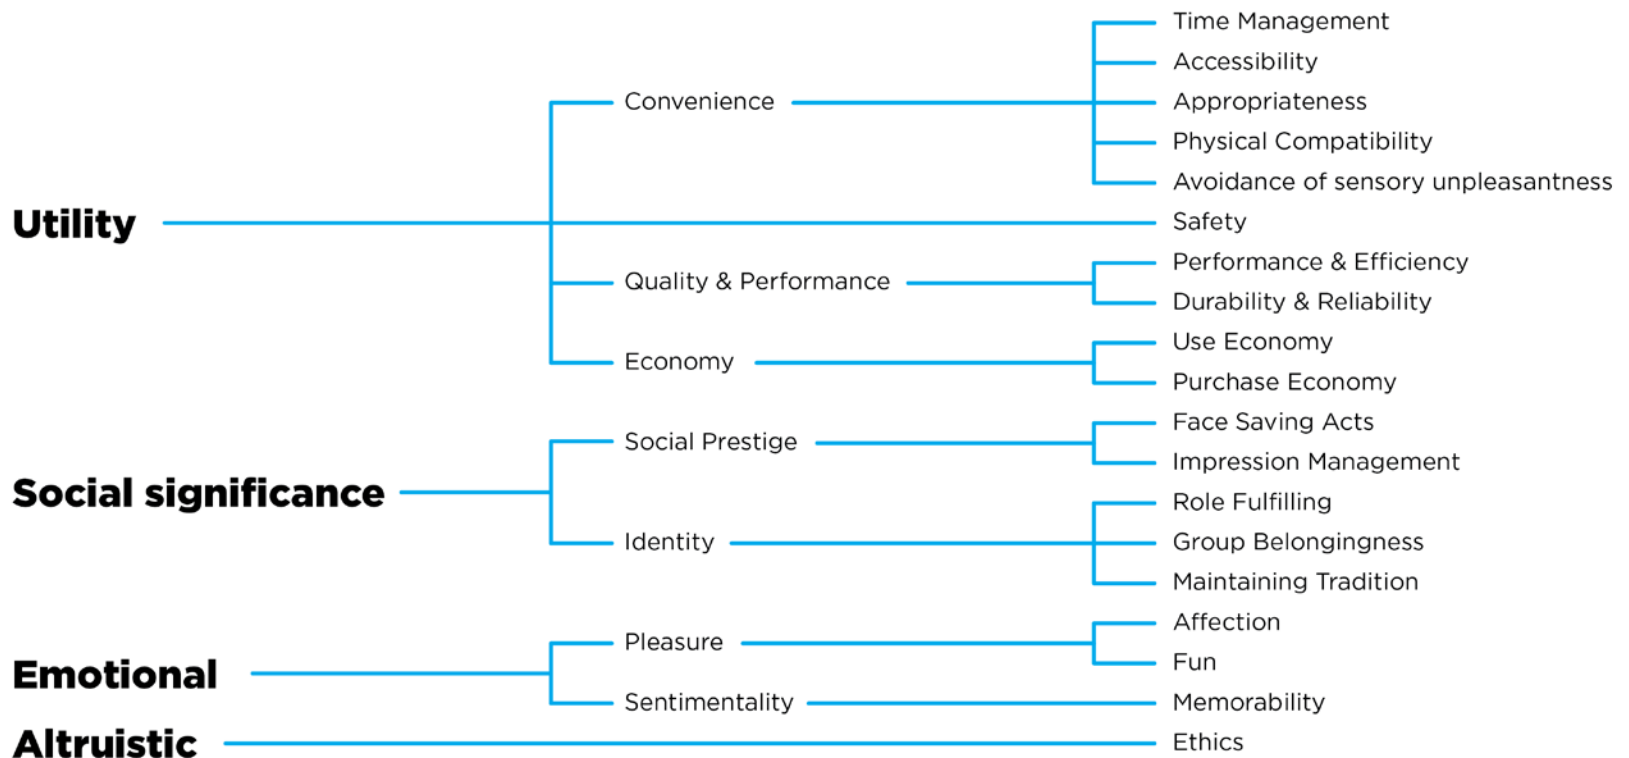 Time Management
Accessibility
Convenience
Appropriateness
Physical Compatibility
Avoidance of sensory unpleasantness
Utility
Safety
Performance & Efficiency
Quality & Performance
Durability & Reliability
Use Economy
Economy
Purchase Economy
Face Saving Acts
Social Prestige
Impression Management
Social significance
Role Fulfilling
Identity
Group Belongingness
Maintaining Tradition
Affection
Pleasure
Fun
Emotional
Sentimentality
Memorability
Altruistic
Ethics